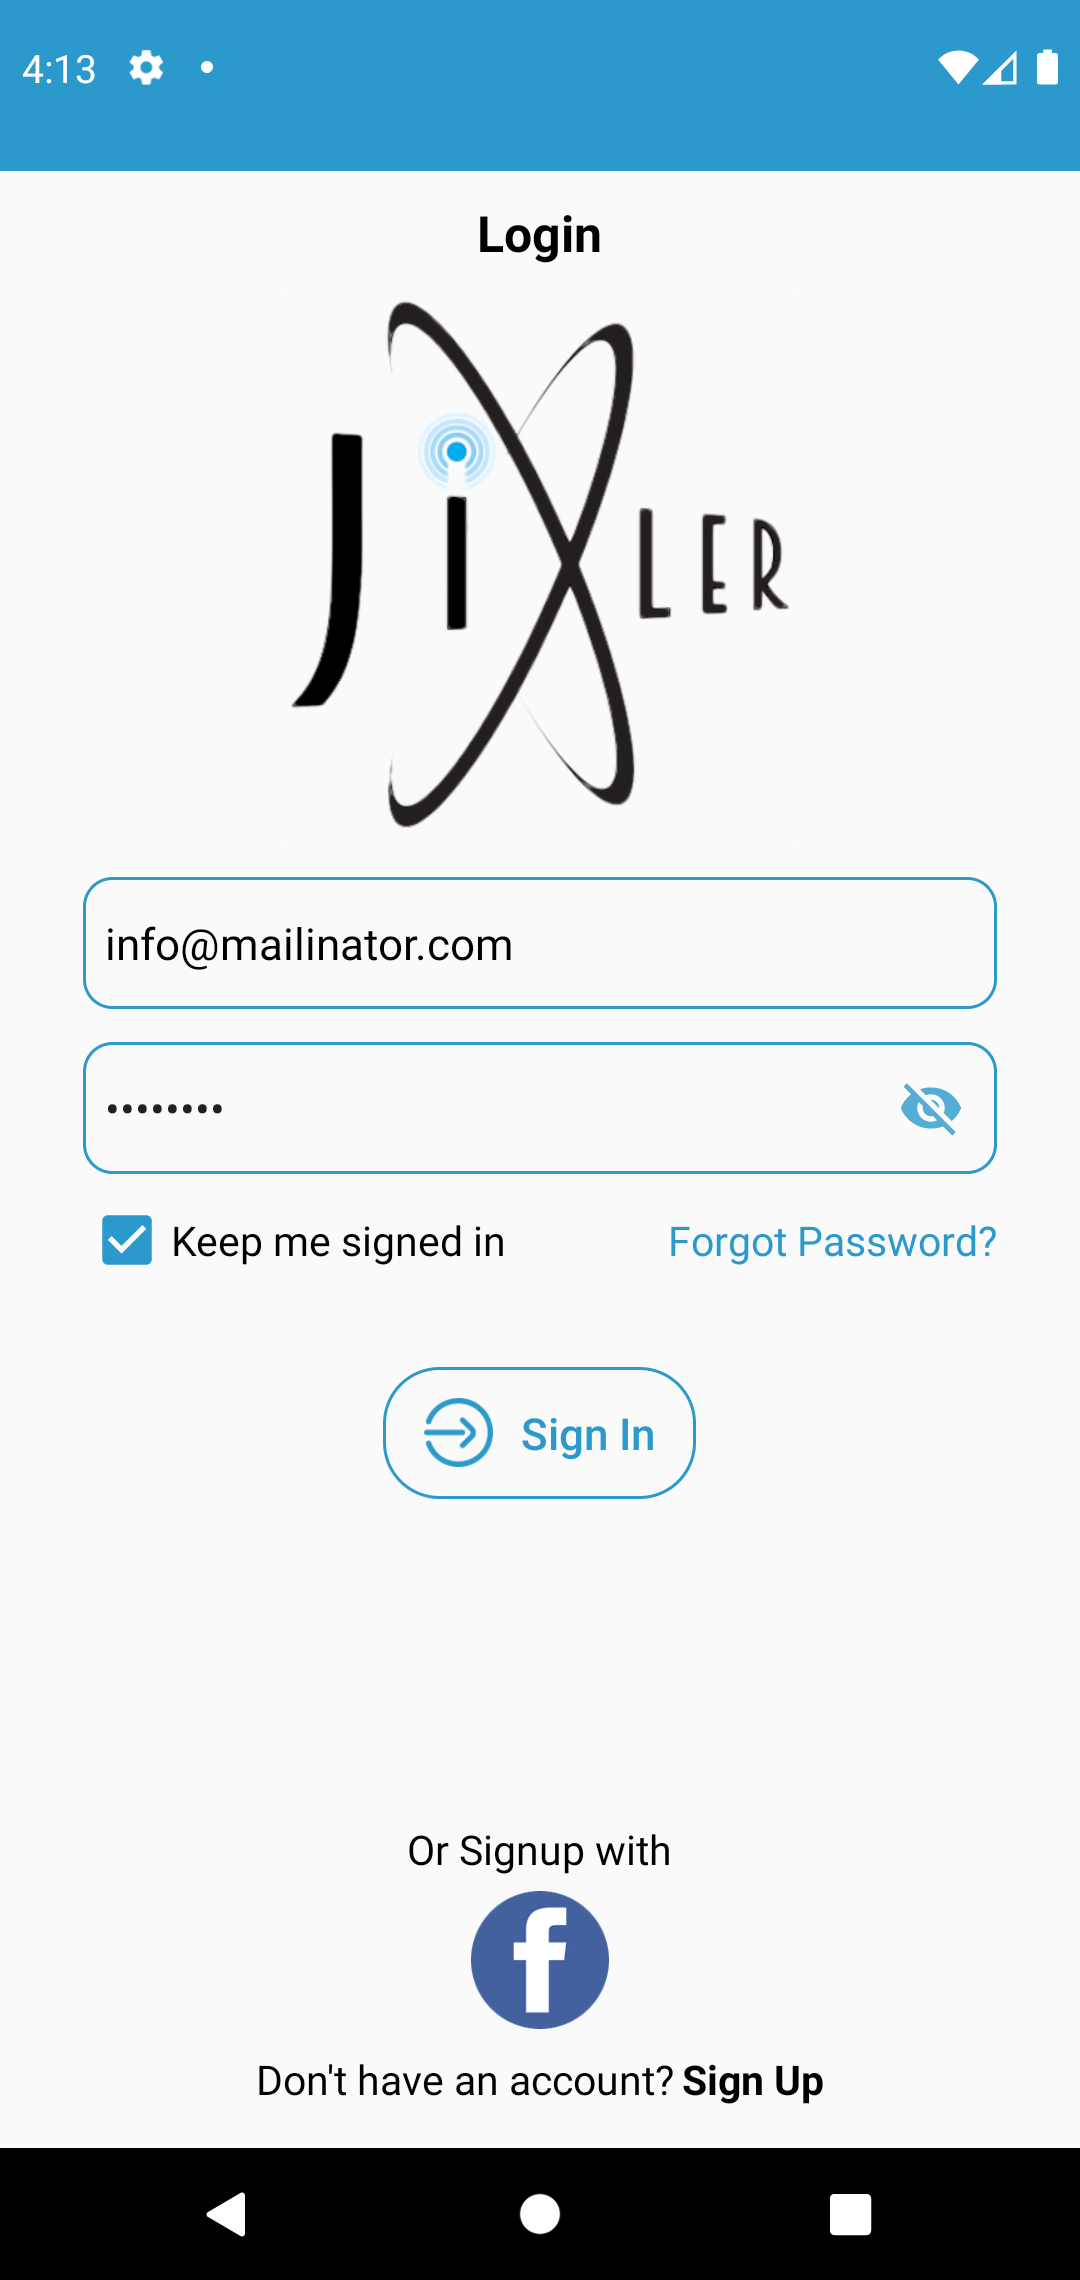 4:13
Login
JiXLER
info@mailinator.com
••••••••
Keep me signed in
Forgot Password?
Sign In
Or Signup with
f
Don't have an account? Sign Up